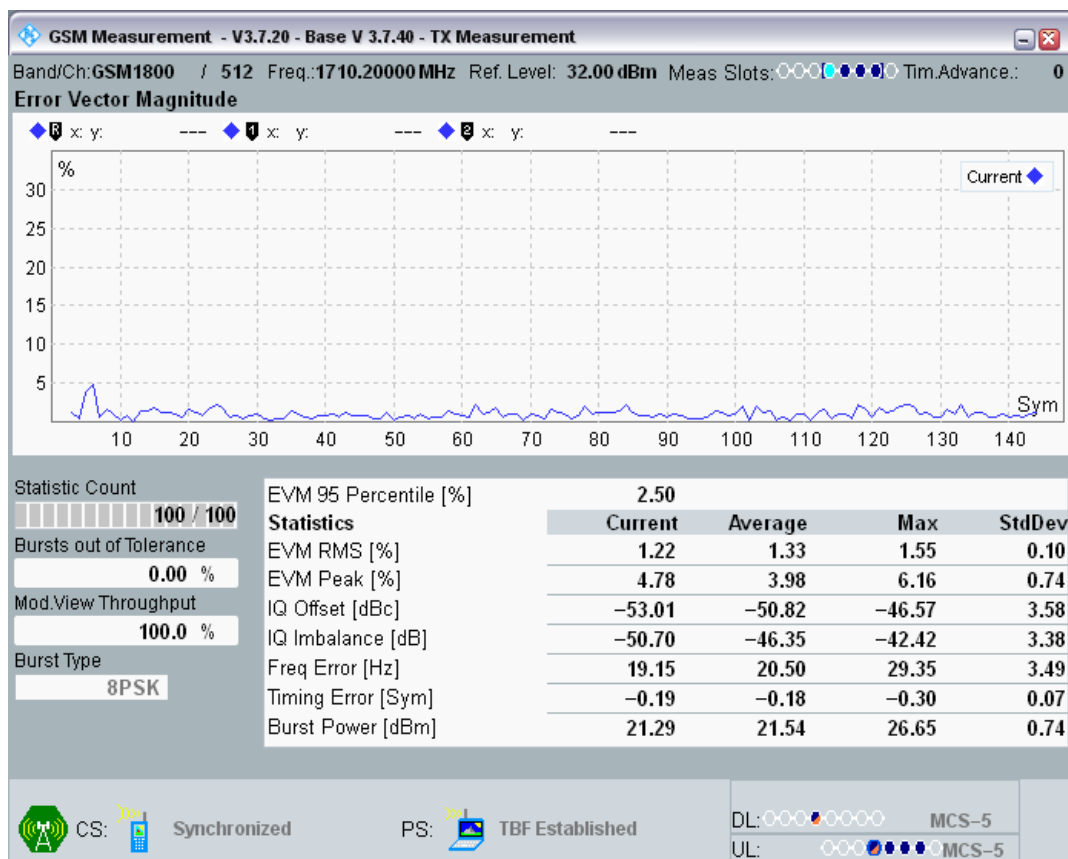 GSM Measurement - V3.7.20 - Base V 3.7.40 - TX Measurement
Band/Ch:GSM1800 / 512 Freq.:1710.20000 MHz Ref. Level: 32.00 dBm Meas Slots: Tim.Advance.: 0
Error Vector Magnitude
R x: y: --- 1 x: y: --- 2 x: y: ---
%
Current
30
25
20
15
10
5
Sym
10 20 30 40 50 60 70 80 90 100 110 120 130 140
Statistic Count
100 / 100
Bursts out of Tolerance
0.00 %
Mod.View Throughput
100.0 %
Burst Type
8PSK
EVM 95 Percentile [%] 2.50
Statistics Current Average Max StdDev
EVM RMS [%] 1.22 1.33 1.55 0.10
EVM Peak [%] 4.78 3.98 6.16 0.74
IQ Offset [dBc] −53.01 −50.82 −46.57 3.58
IQ Imbalance [dB] −50.70 −46.35 −42.42 3.38
Freq Error [Hz] 19.15 20.50 29.35 3.49
Timing Error [Sym] −0.19 −0.18 −0.30 0.07
Burst Power [dBm] 21.29 21.54 26.65 0.74
CS: Synchronized PS: TBF Established
DL: MCS−5
UL: MCS−5